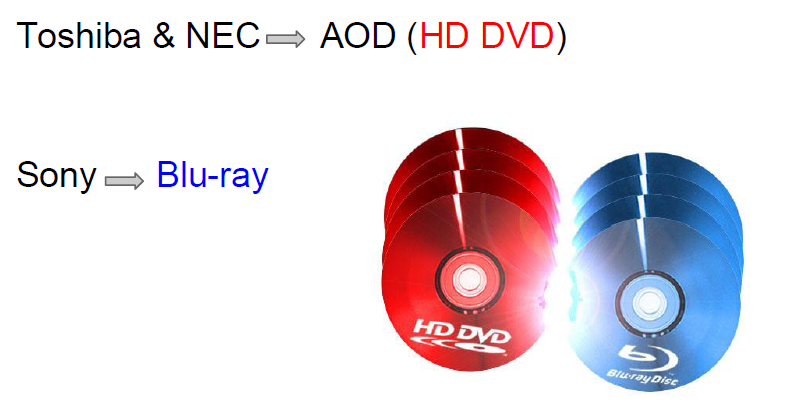 Toshiba & NEC AOD (HD DVD)
Sony Blu-ray
HD DVD
Blu-ray Disc